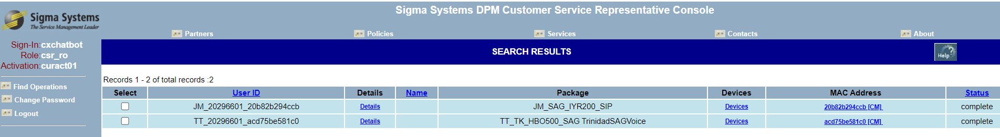 Sigma Systems DPM Customer Service Representative Console
Sigma Systems
The Service Management Leader
Partners Policies Services Contacts About
Sign-In:cxchatbot
Role:csr_ro
Activation:curact01
Find Operations
Change Password
Logout
SEARCH RESULTS
Help?
Records 1 - 2 of total records :2
Select User ID Details Name Package Devices MAC Address Status
JM_20296601_20b82b294ccb Details JM_SAG_IYR200_SIP Devices 20b82b294ccb [CM] complete
TT_20296601_acd75be581c0 Details TT_TK_HBO500_SAG TrinidadSAGVoice Devices acd75be581c0 [CM] complete